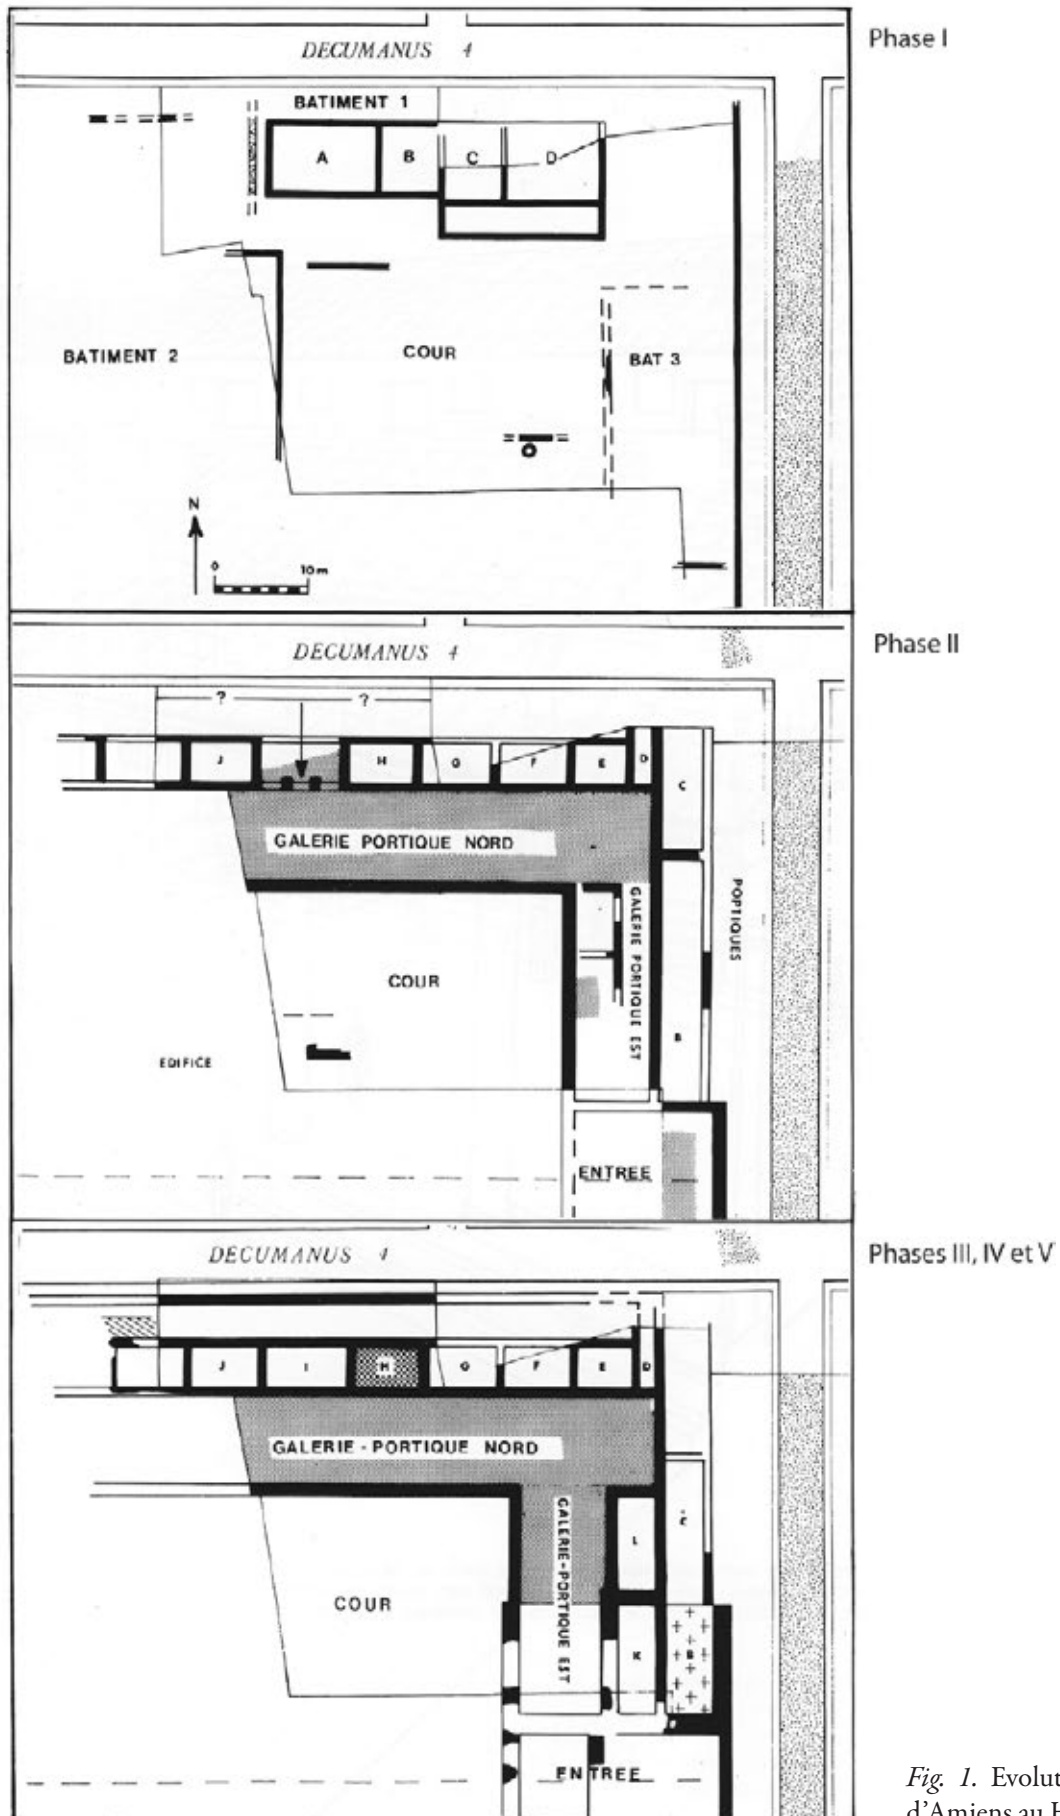 Phase I
DECUMANUS 4
BATIMENT 1
A B C D
BATIMENT 2
COUR
BAT 3
N
0 10m
Phase II
DECUMANUS 4
? ?
J H G F E D
C
GALERIE PORTIQUE NORD
GALERIE PORTIQUE EST
PORTIQUES
COUR
B
EDIFICE
ENTREE
Phases III, IV et V
DECUMANUS 4
J I H G F E D
GALERIE - PORTIQUE NORD
GALERIE-PORTIQUE EST
L
C
COUR
K
B
ENTREE
Fig. 1. Evolut
d'Amiens au